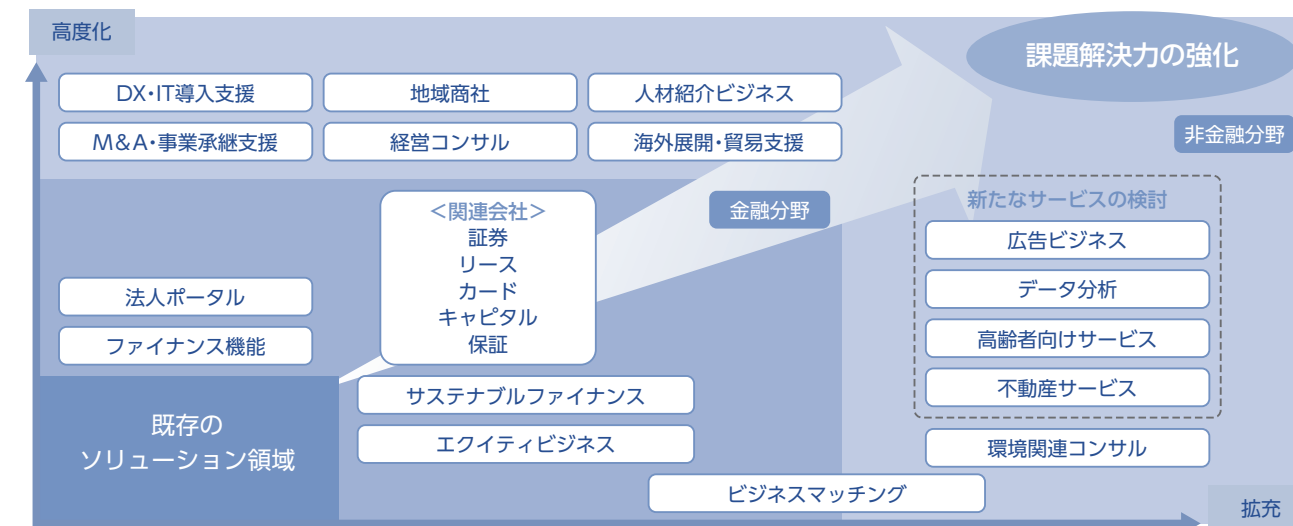 高度化
課題解決力の強化
DX・IT導入支援
地域商社
人材紹介ビジネス
M&A・事業承継支援
経営コンサル
海外展開・貿易支援
非金融分野
金融分野
<関連会社>
証券
リース
カード
キャピタル
保証
法人ポータル
ファイナンス機能
新たなサービスの検討
広告ビジネス
データ分析
高齢者向けサービス
不動産サービス
既存の
ソリューション領域
サステナブルファイナンス
エクイティビジネス
環境関連コンサル
ビジネスマッチング
拡充